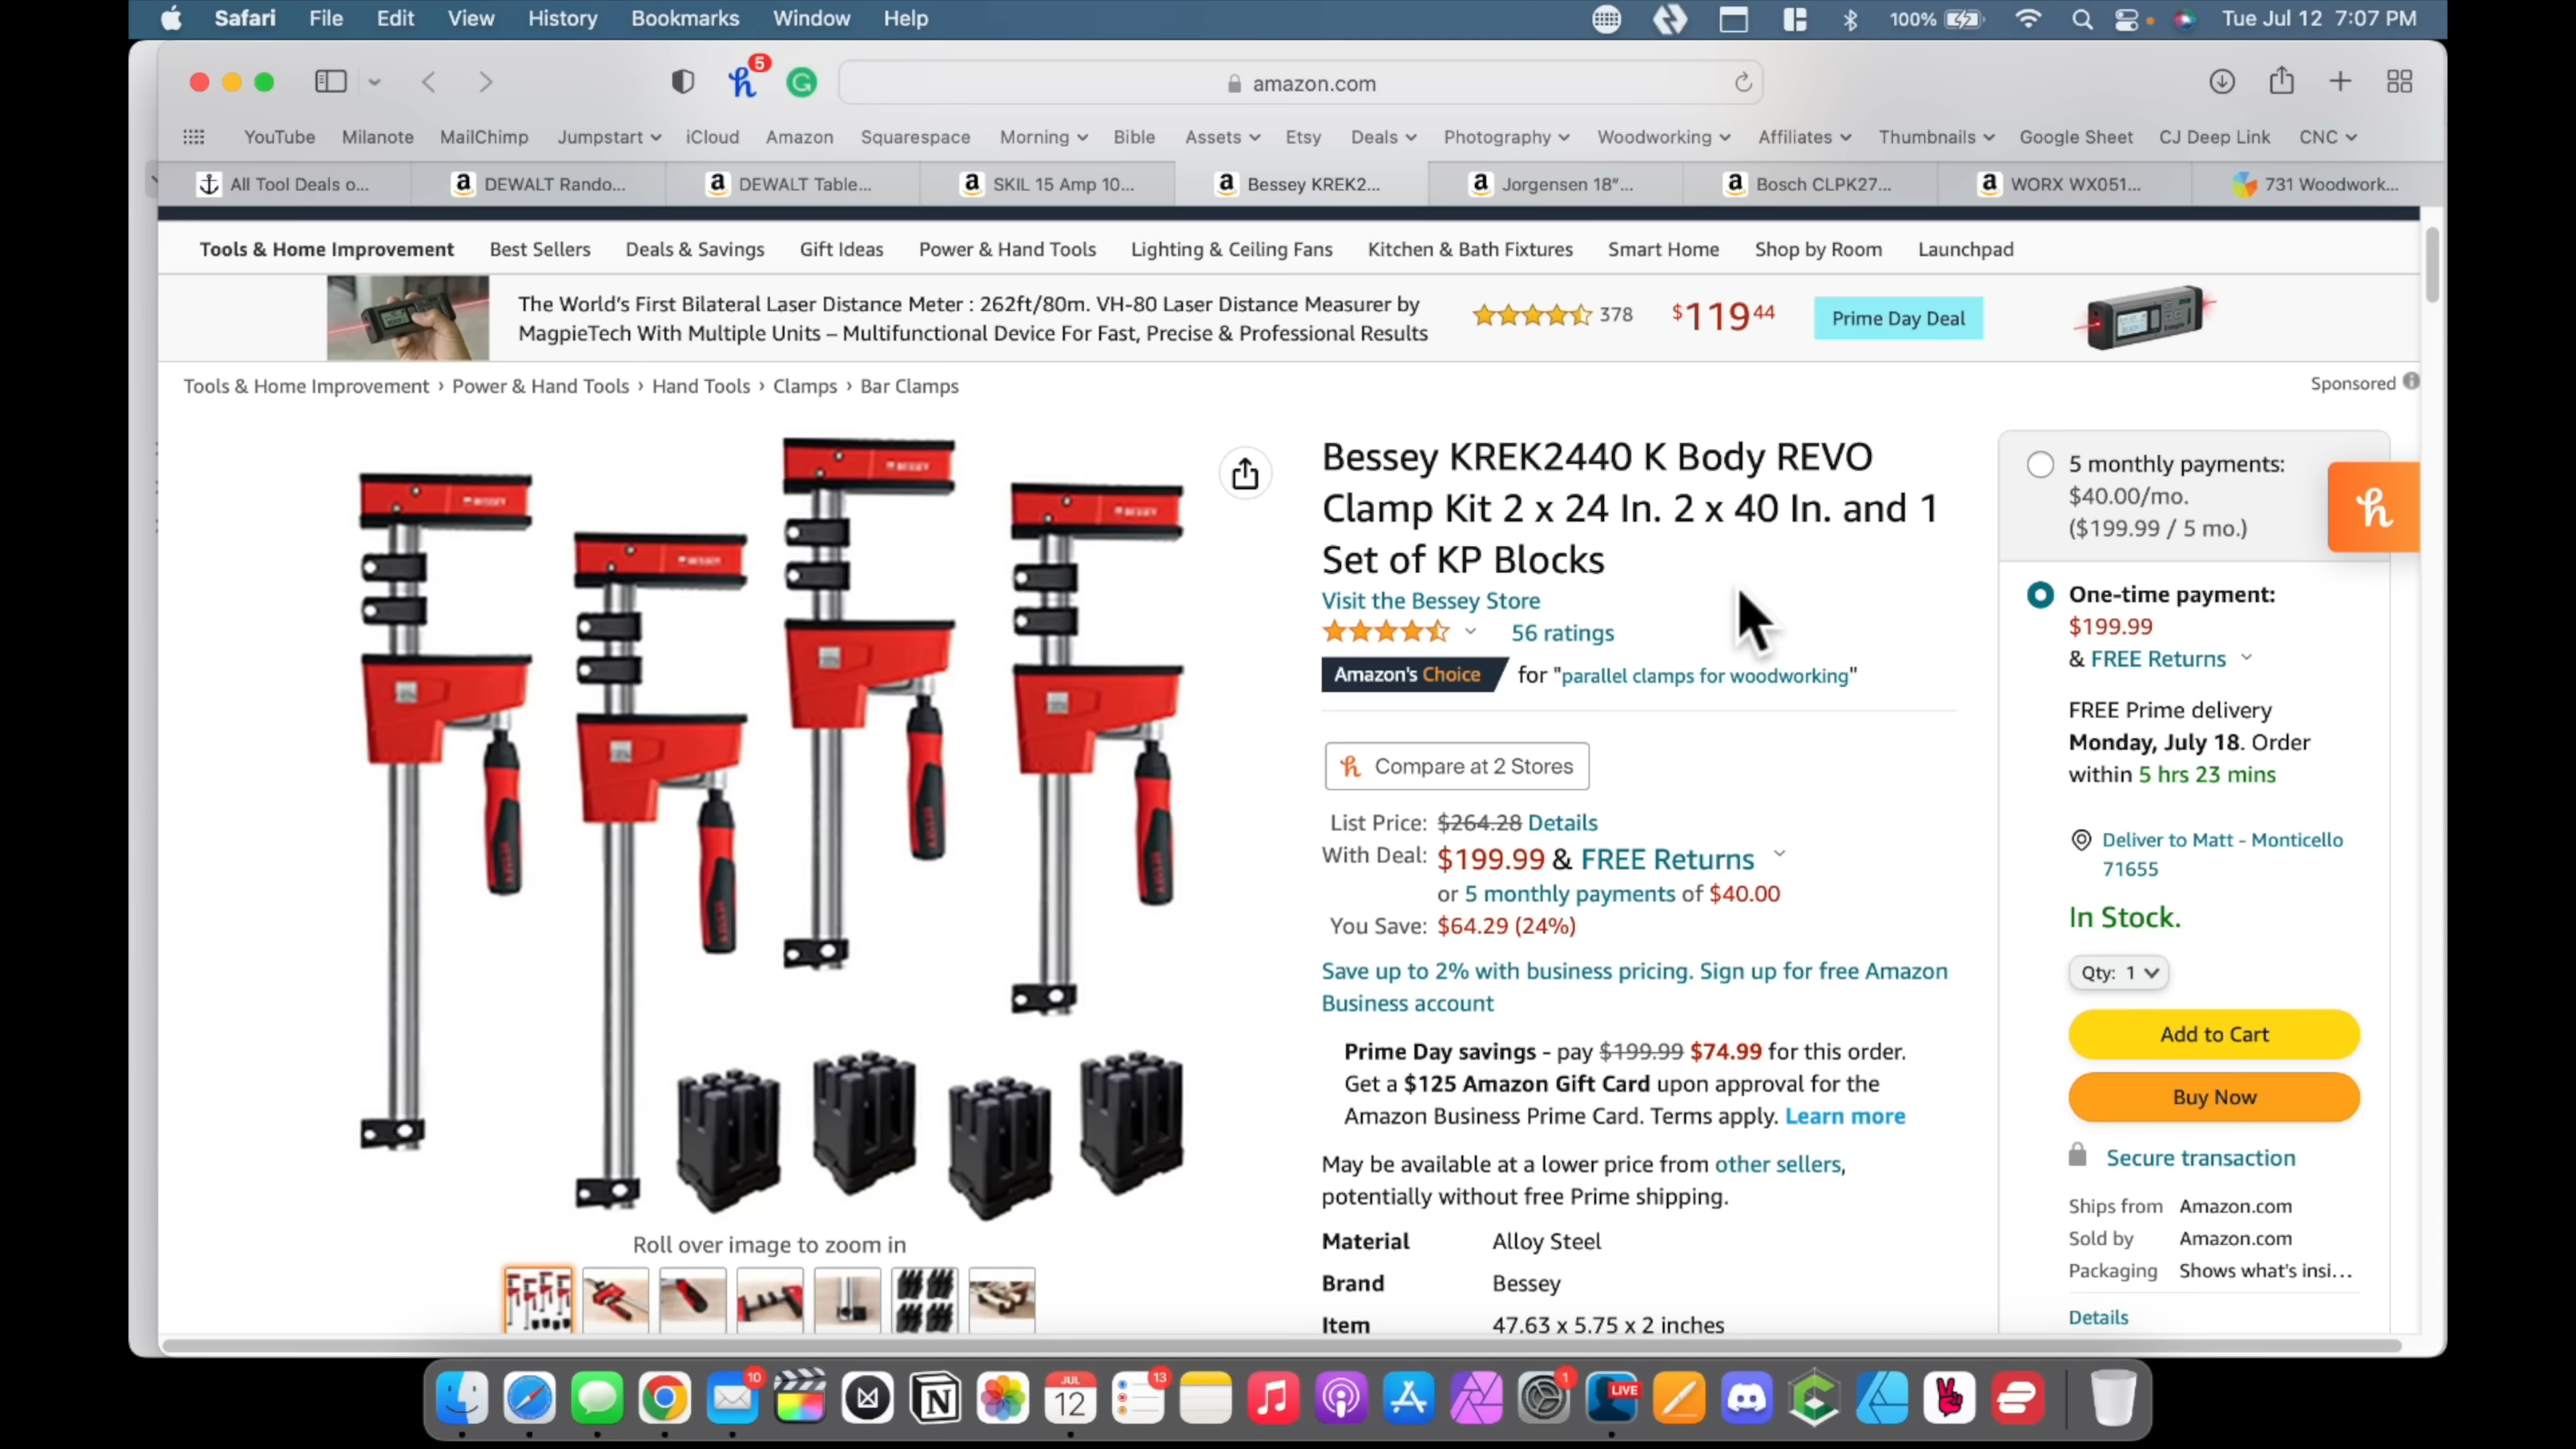 Safari File Edit View History Bookmarks Window Help 100% Tue Jul 12 7:07 PM
5
amazon.com
YouTube Milanote MailChimp Jumpstart iCloud Amazon Squarespace Morning Bible Assets Etsy Deals Photography Woodworking Affiliates Thumbnails Google Sheet CJ Deep Link CNC
All Tool Deals o... DEWALT Rando... DEWALT Table... SKIL 15 Amp 10... Bessey KREK2... Jorgensen 18"... Bosch CLPK27... WORX WX051... 731 Woodwork...
Tools & Home Improvement Best Sellers Deals & Savings Gift Ideas Power & Hand Tools Lighting & Ceiling Fans Kitchen & Bath Fixtures Smart Home Shop by Room Launchpad
The World's First Bilateral Laser Distance Meter : 262ft/80m. VH-80 Laser Distance Measurer by
MagpieTech With Multiple Units – Multifunctional Device For Fast, Precise & Professional Results
378 $119 44 Prime Day Deal
Tools & Home Improvement › Power & Hand Tools › Hand Tools › Clamps › Bar Clamps
Sponsored
Roll over image to zoom in
Bessey KREK2440 K Body REVO
Clamp Kit 2 x 24 In. 2 x 40 In. and 1
Set of KP Blocks
Visit the Bessey Store
56 ratings
Amazon's Choice for "parallel clamps for woodworking"
Compare at 2 Stores
List Price: $264.28 Details
With Deal: $199.99 & FREE Returns
or 5 monthly payments of $40.00
You Save: $64.29 (24%)
Save up to 2% with business pricing. Sign up for free Amazon
Business account
Prime Day savings - pay $199.99 $74.99 for this order.
Get a $125 Amazon Gift Card upon approval for the
Amazon Business Prime Card. Terms apply. Learn more
May be available at a lower price from other sellers,
potentially without free Prime shipping.
Material Alloy Steel
Brand Bessey
Item 47.63 x 5.75 x 2 inches
5 monthly payments:
$40.00/mo.
($199.99 / 5 mo.)
One-time payment:
$199.99
& FREE Returns
FREE Prime delivery
Monday, July 18. Order
within 5 hrs 23 mins
Deliver to Matt - Monticello
71655
In Stock.
Qty: 1
Add to Cart
Buy Now
Secure transaction
Ships from Amazon.com
Sold by Amazon.com
Packaging Shows what's insi...
Details
10 JUL 12 13 1 LIVE